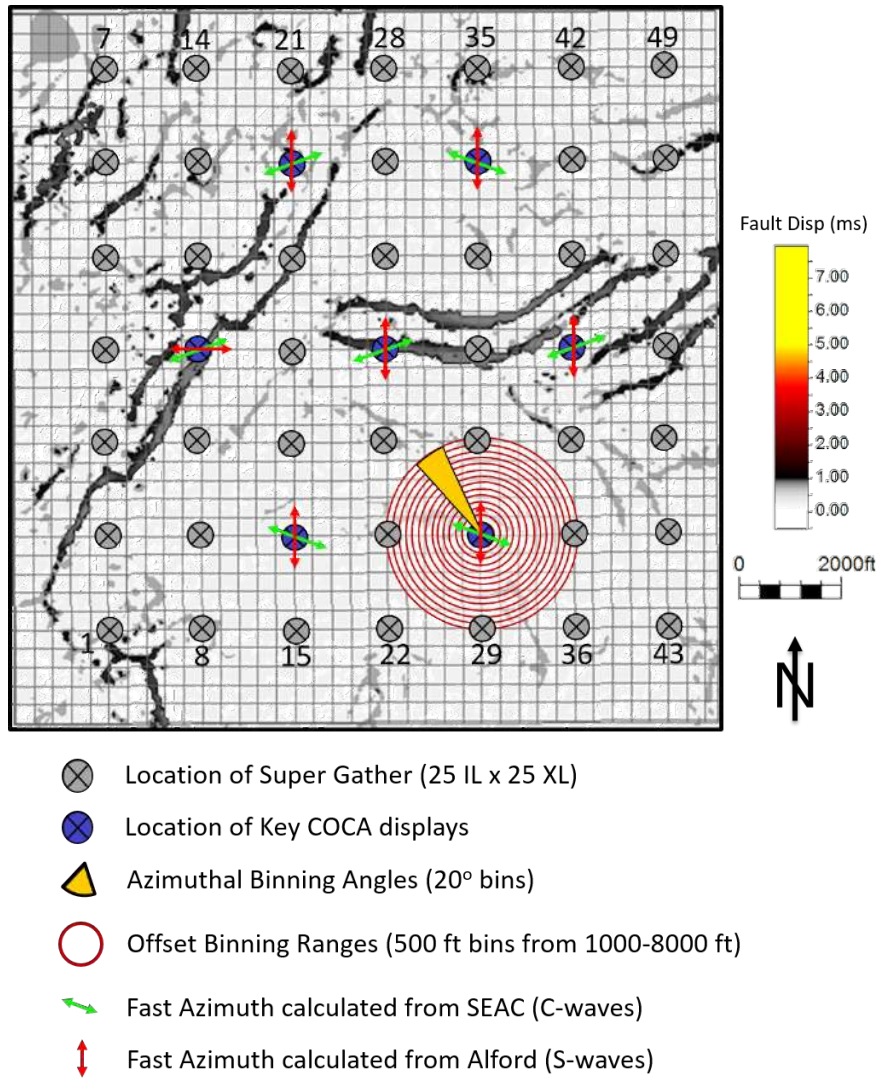 7 14 21 28 35 42 49
Fault Disp (ms)
7.00
6.00
5.00
4.00
3.00
2.00
1.00
0.00
0 2000ft
1 8 15 22 29 36 43
N
Location of Super Gather (25 IL x 25 XL)
Location of Key COCA displays
Azimuthal Binning Angles (20° bins)
Offset Binning Ranges (500 ft bins from 1000-8000 ft)
Fast Azimuth calculated from SEAC (C-waves)
Fast Azimuth calculated from Alford (S-waves)